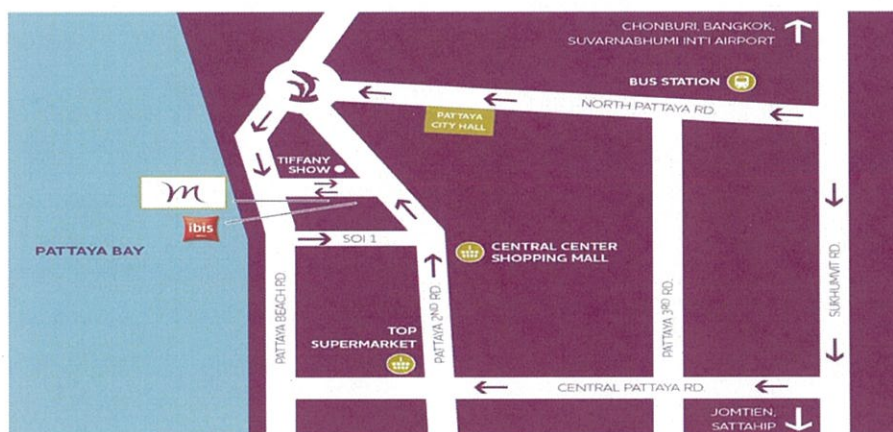 CHONBURI, BANGKOK,
SUVARNABHUMI INT'I AIRPORT
BUS STATION
NORTH PATTAYA RD.
PATTAYA
CITY HALL
TIFFANY
SHOW
m
ibis
PATTAYA BAY
SOI 1
CENTRAL CENTER
SHOPPING MALL
PATTAYA BEACH RD.
PATTAYA 2ND RD.
PATTAYA 3RD RD.
SUKHUMVIT RD.
TOP
SUPERMARKET
CENTRAL PATTAYA RD.
JOMTIEN,
SATTAHIP